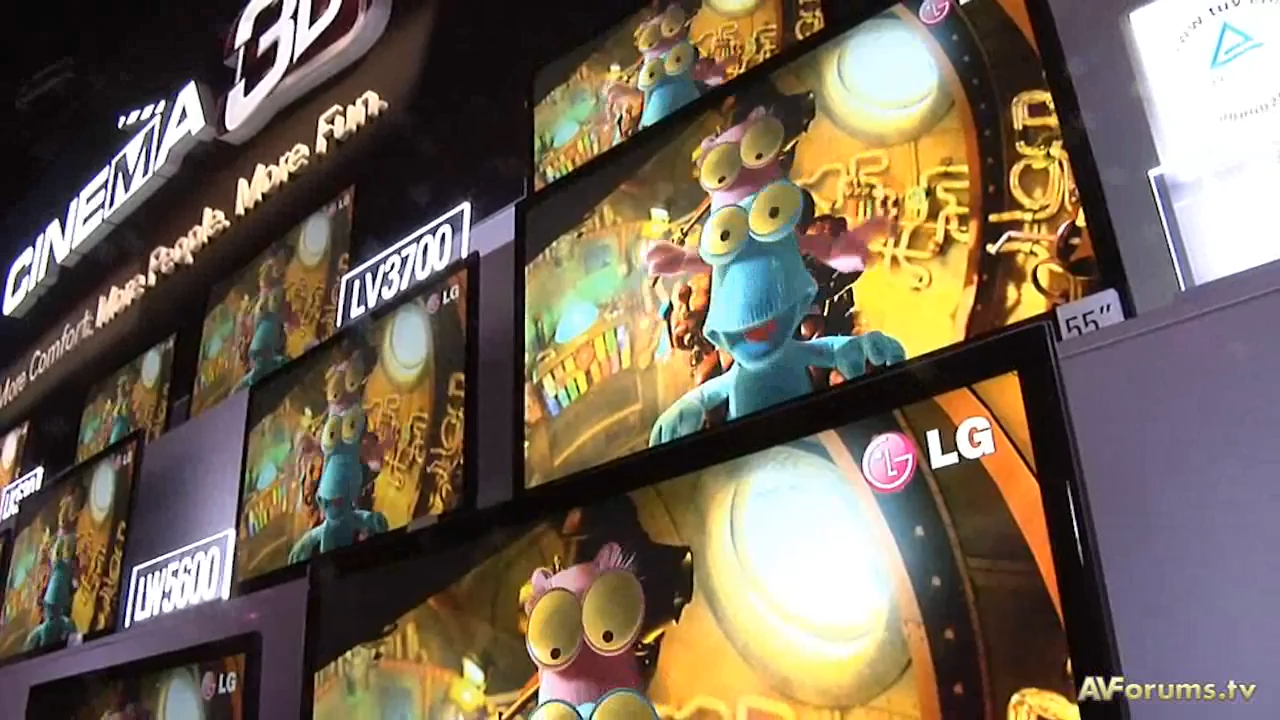 CINEMA 3D
More Comfort. More People. More Fun.
LV3700
LG
55”
LG
LW5600
LG
AVForums.tv